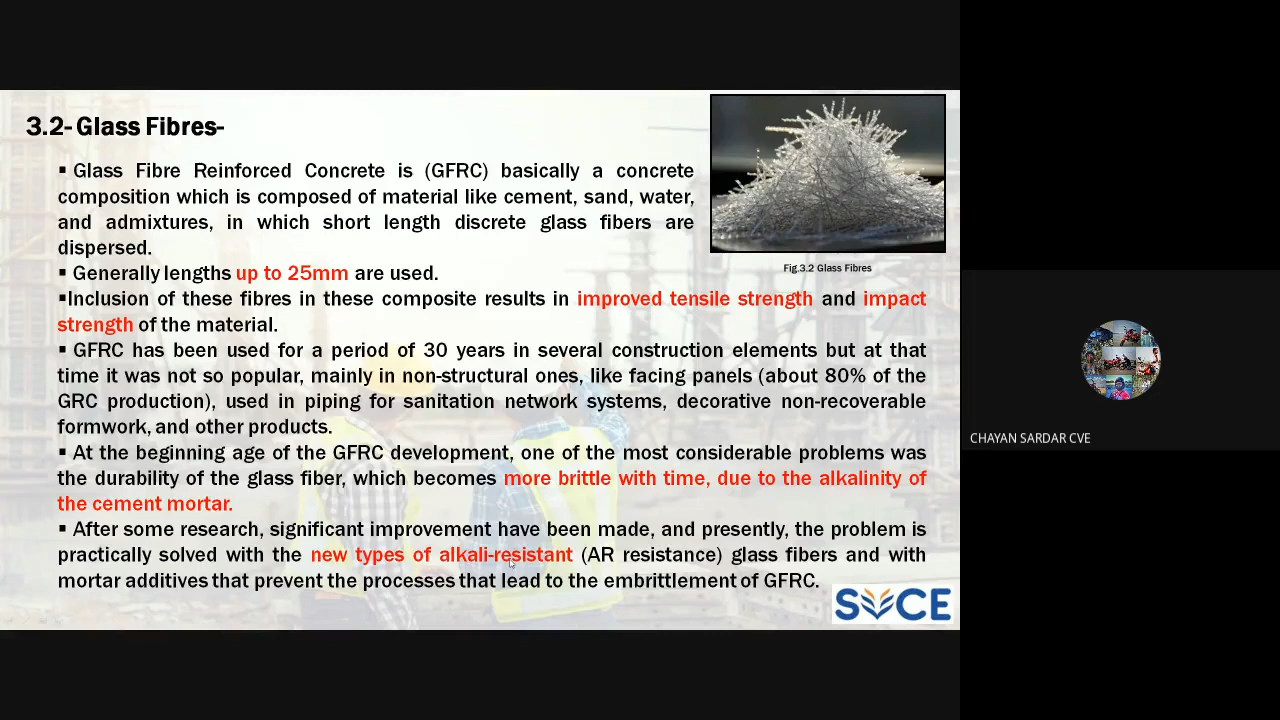 3.2- Glass Fibres-
▪ Glass Fibre Reinforced Concrete is (GFRC) basically a concrete
composition which is composed of material like cement, sand, water,
and admixtures, in which short length discrete glass fibers are
dispersed.
Fig.3.2 Glass Fibres
▪ Generally lengths up to 25mm are used.
▪Inclusion of these fibres in these composite results in improved tensile strength and impact
strength of the material.
▪ GFRC has been used for a period of 30 years in several construction elements but at that
time it was not so popular, mainly in non-structural ones, like facing panels (about 80% of the
GRC production), used in piping for sanitation network systems, decorative non-recoverable
formwork, and other products.
▪ At the beginning age of the GFRC development, one of the most considerable problems was
the durability of the glass fiber, which becomes more brittle with time, due to the alkalinity of
the cement mortar.
▪ After some research, significant improvement have been made, and presently, the problem is
practically solved with the new types of alkali-resistant (AR resistance) glass fibers and with
mortar additives that prevent the processes that lead to the embrittlement of GFRC.
SVCE
CHAYAN SARDAR CVE